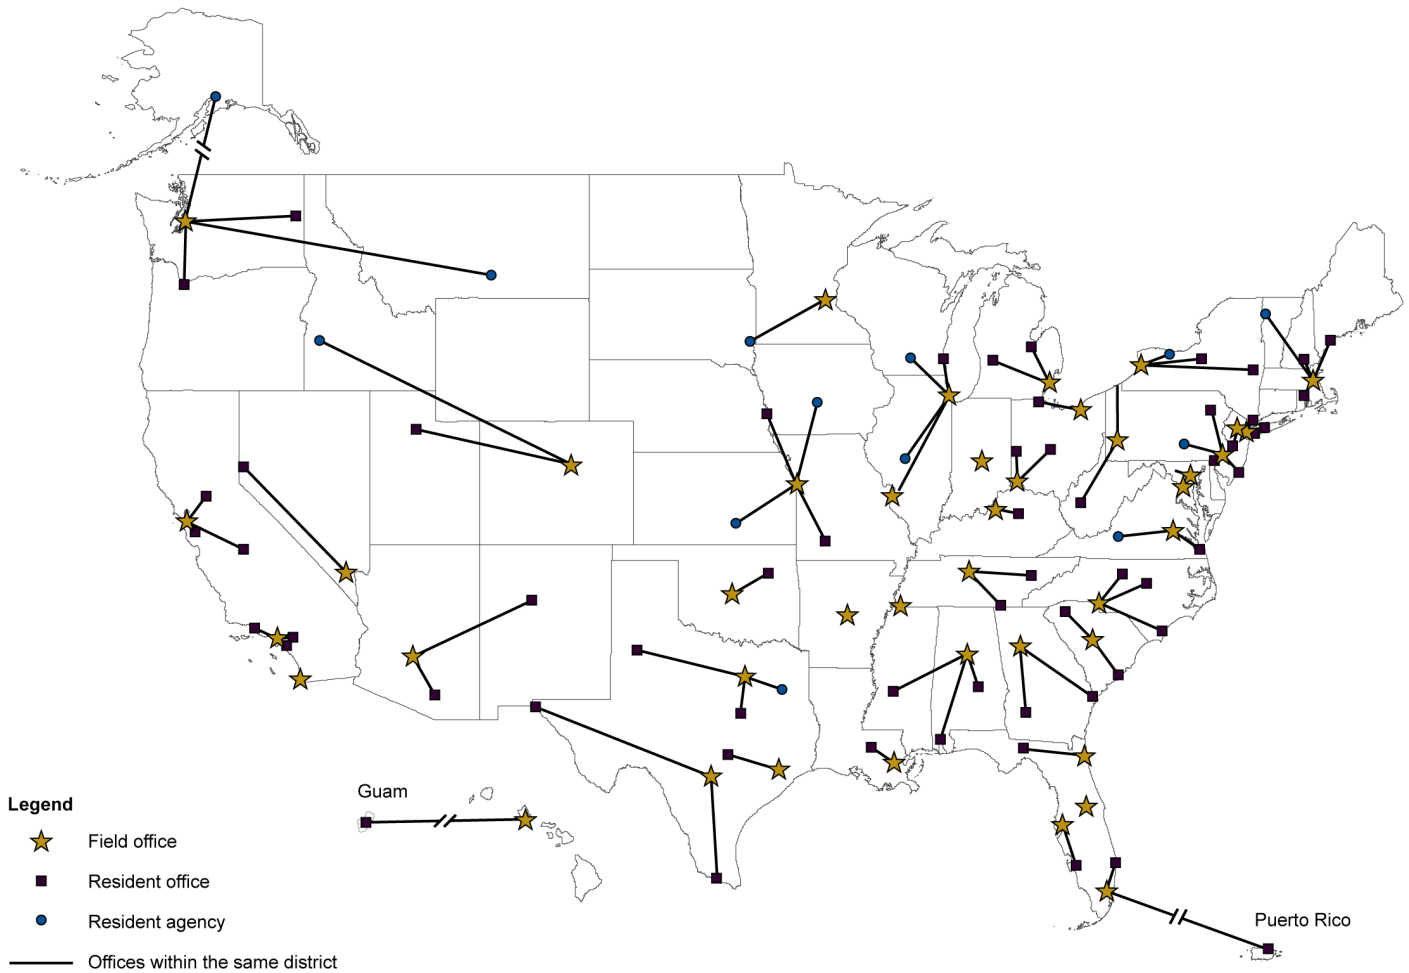 Guam
Legend
Field office
Resident office
Resident agency
Puerto Rico
Offices within the same district